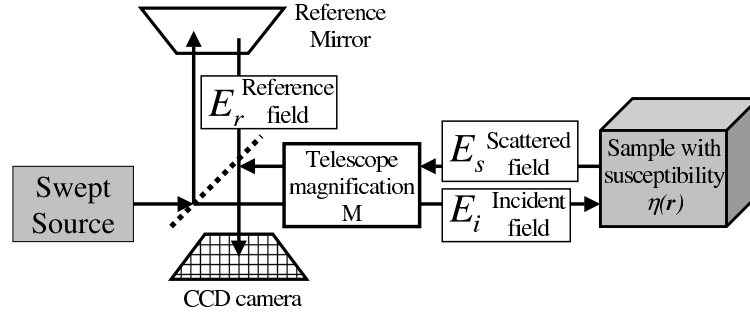 Reference
Mirror
E_r Reference
field
Telescope
magnification
M
E_s Scattered
field
E_i Incident
field
Sample with
susceptibility
η(r)
Swept
Source
CCD camera